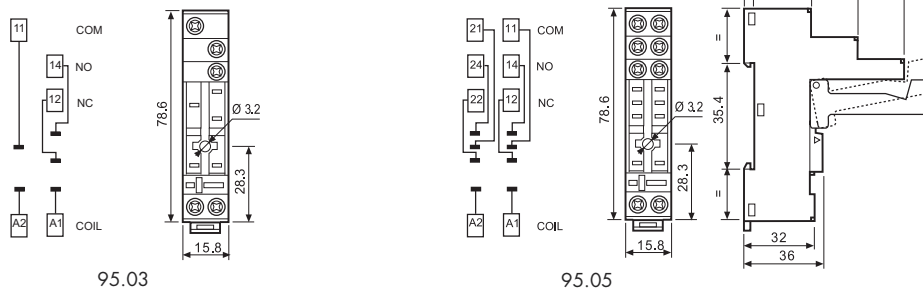 11 COM
14 NO
12 NC
A2 A1 COIL
78.6
Ø 3.2
28.3
15.8
95.03
21 11 COM
24 14 NO
22 12 NC
A2 A1 COIL
78.6
Ø 3.2
28.3
15.8
95.05
=
35.4
=
32
36